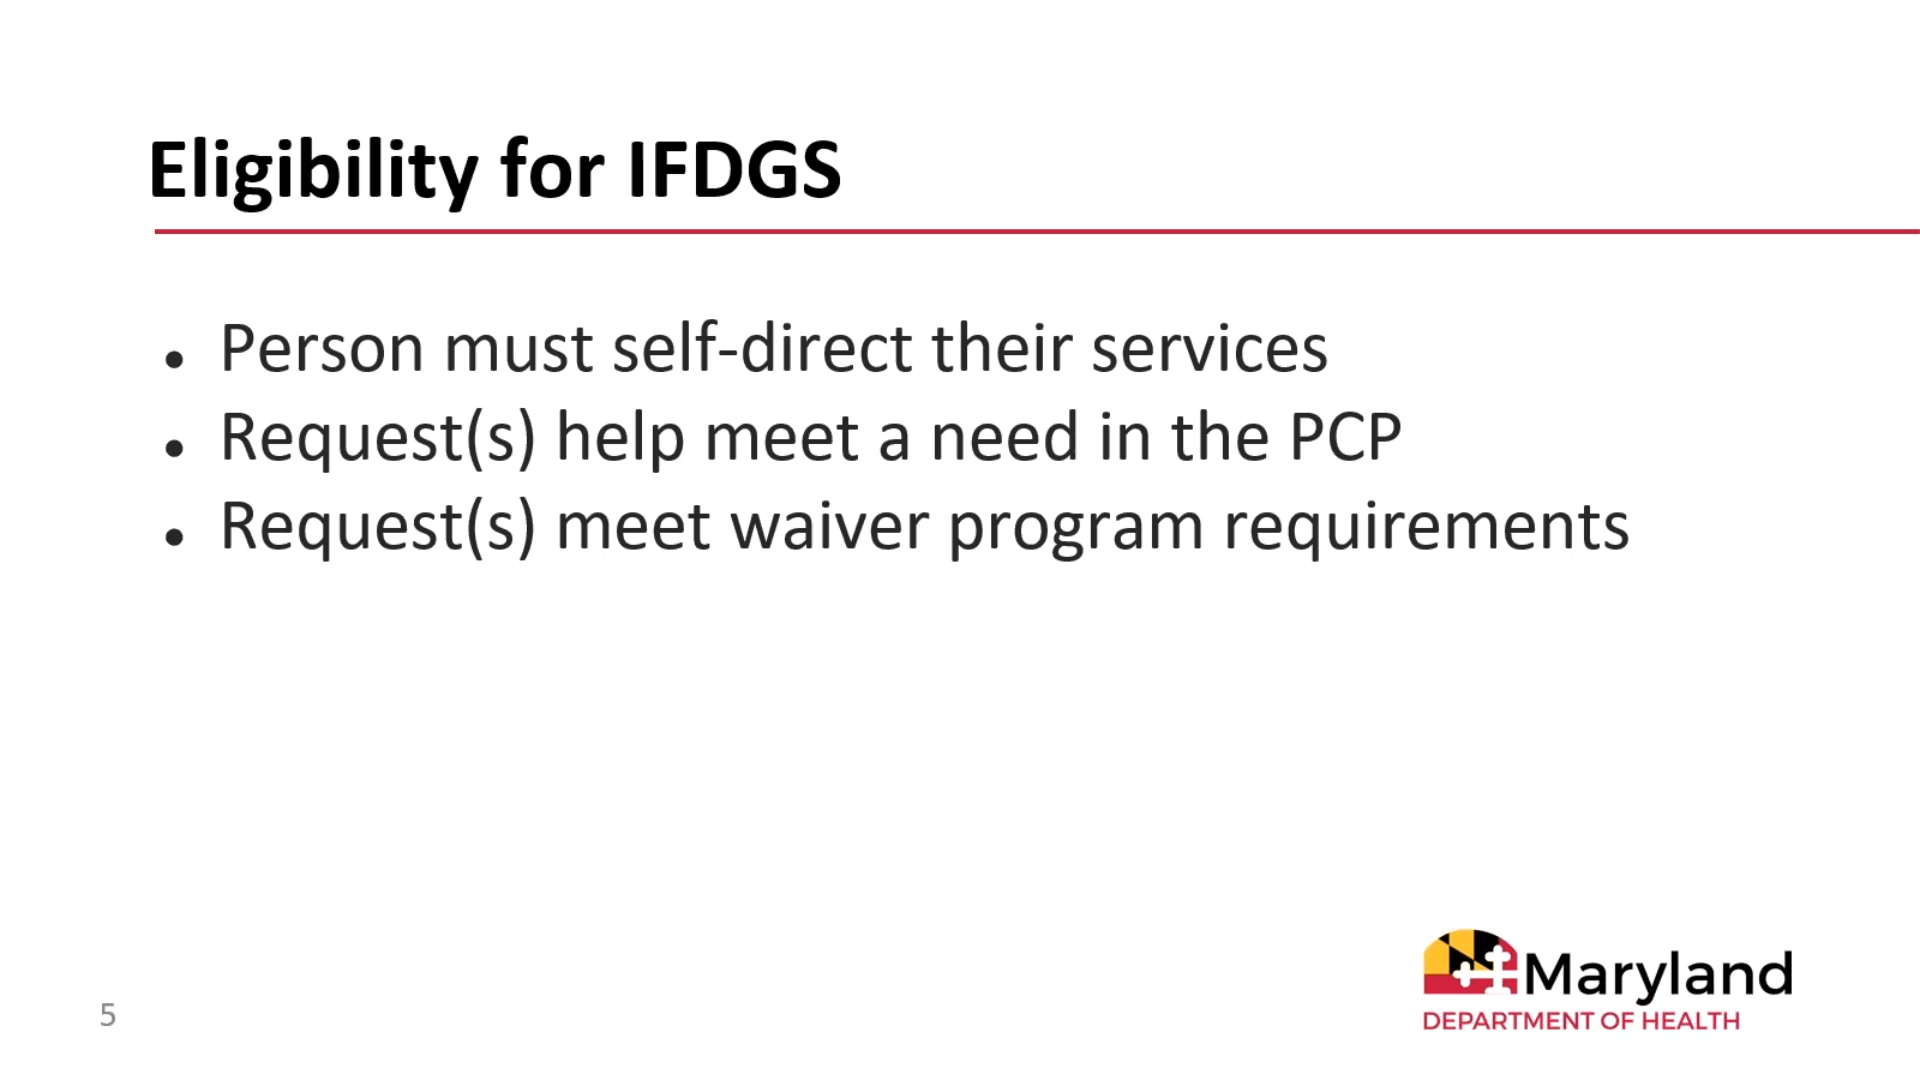 Eligibility for IFDGS
• Person must self-direct their services
• Request(s) help meet a need in the PCP
• Request(s) meet waiver program requirements
5
Maryland
DEPARTMENT OF HEALTH